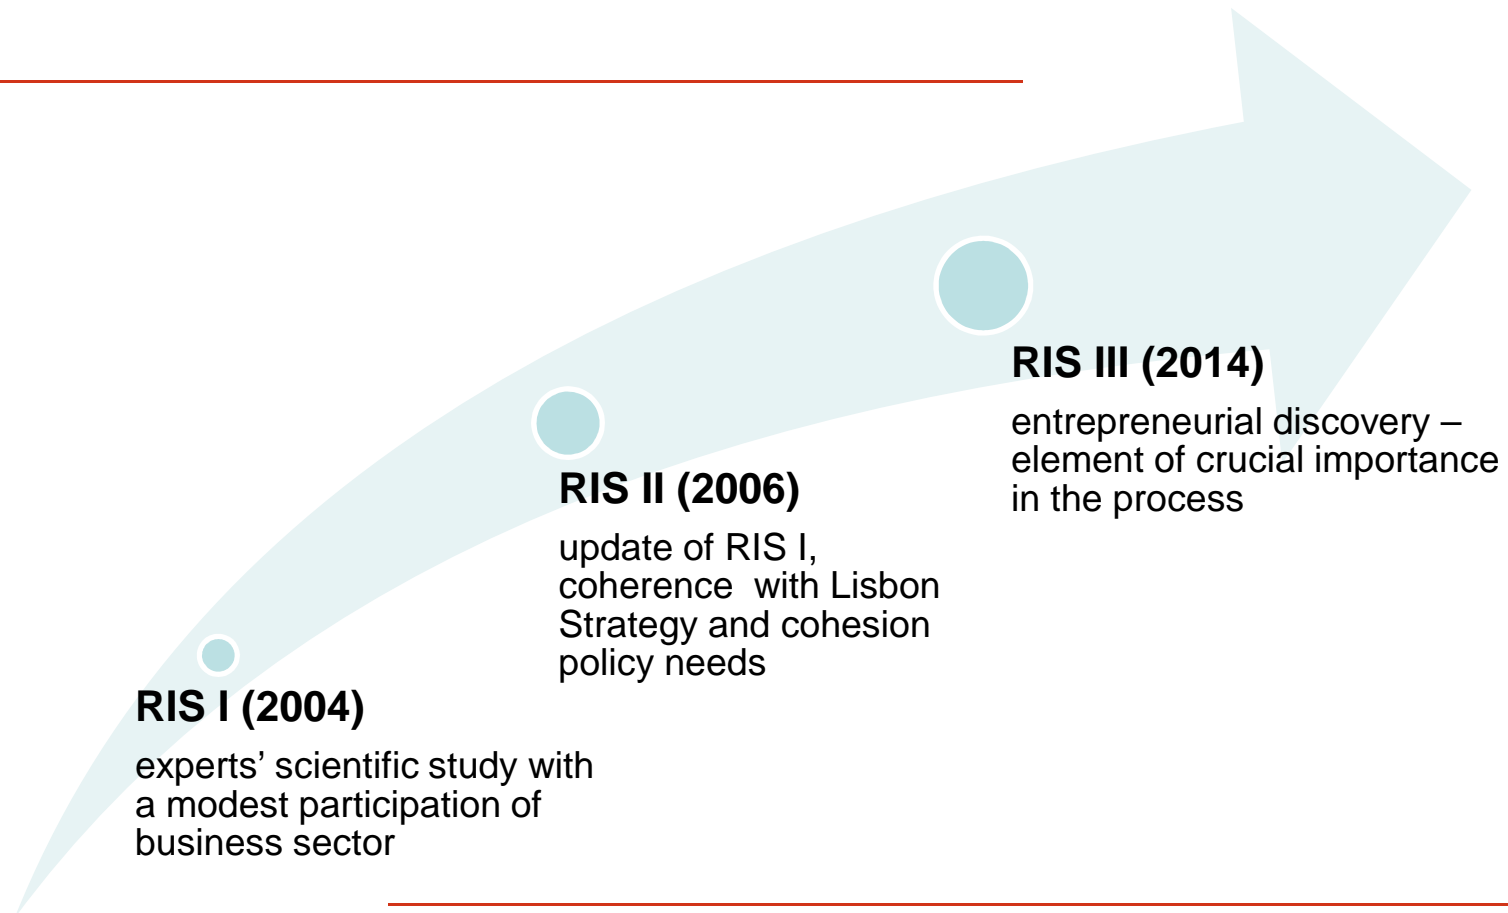 RIS III (2014)
entrepreneurial discovery –
element of crucial importance
in the process
RIS II (2006)
update of RIS I,
coherence  with Lisbon
Strategy and cohesion
policy needs
RIS I (2004)
experts’ scientific study with
a modest participation of
business sector